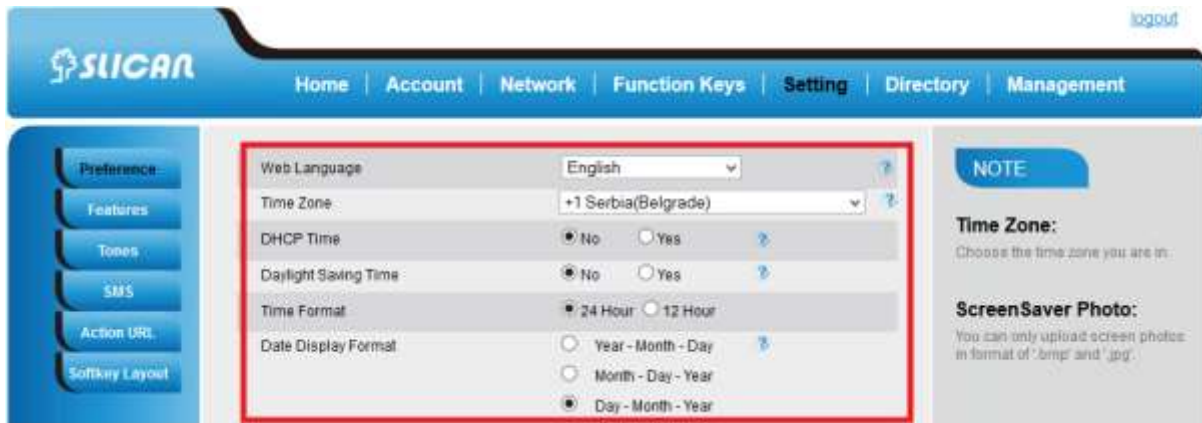 logout
SLICAN
Home | Account | Network | Function Keys | Setting | Directory | Management
Preference
Features
Tones
SMS
Action URL
Softkey Layout
Web Language English ?
Time Zone +1 Serbia(Belgrade) ?
DHCP Time No Yes ?
Daylight Saving Time No Yes ?
Time Format 24 Hour 12 Hour
Date Display Format Year - Month - Day ?
Month - Day - Year
Day - Month - Year
NOTE
Time Zone:
Choose the time zone you are in.
ScreenSaver Photo:
You can only upload screen photos
in format of '.bmp' and '.jpg'.